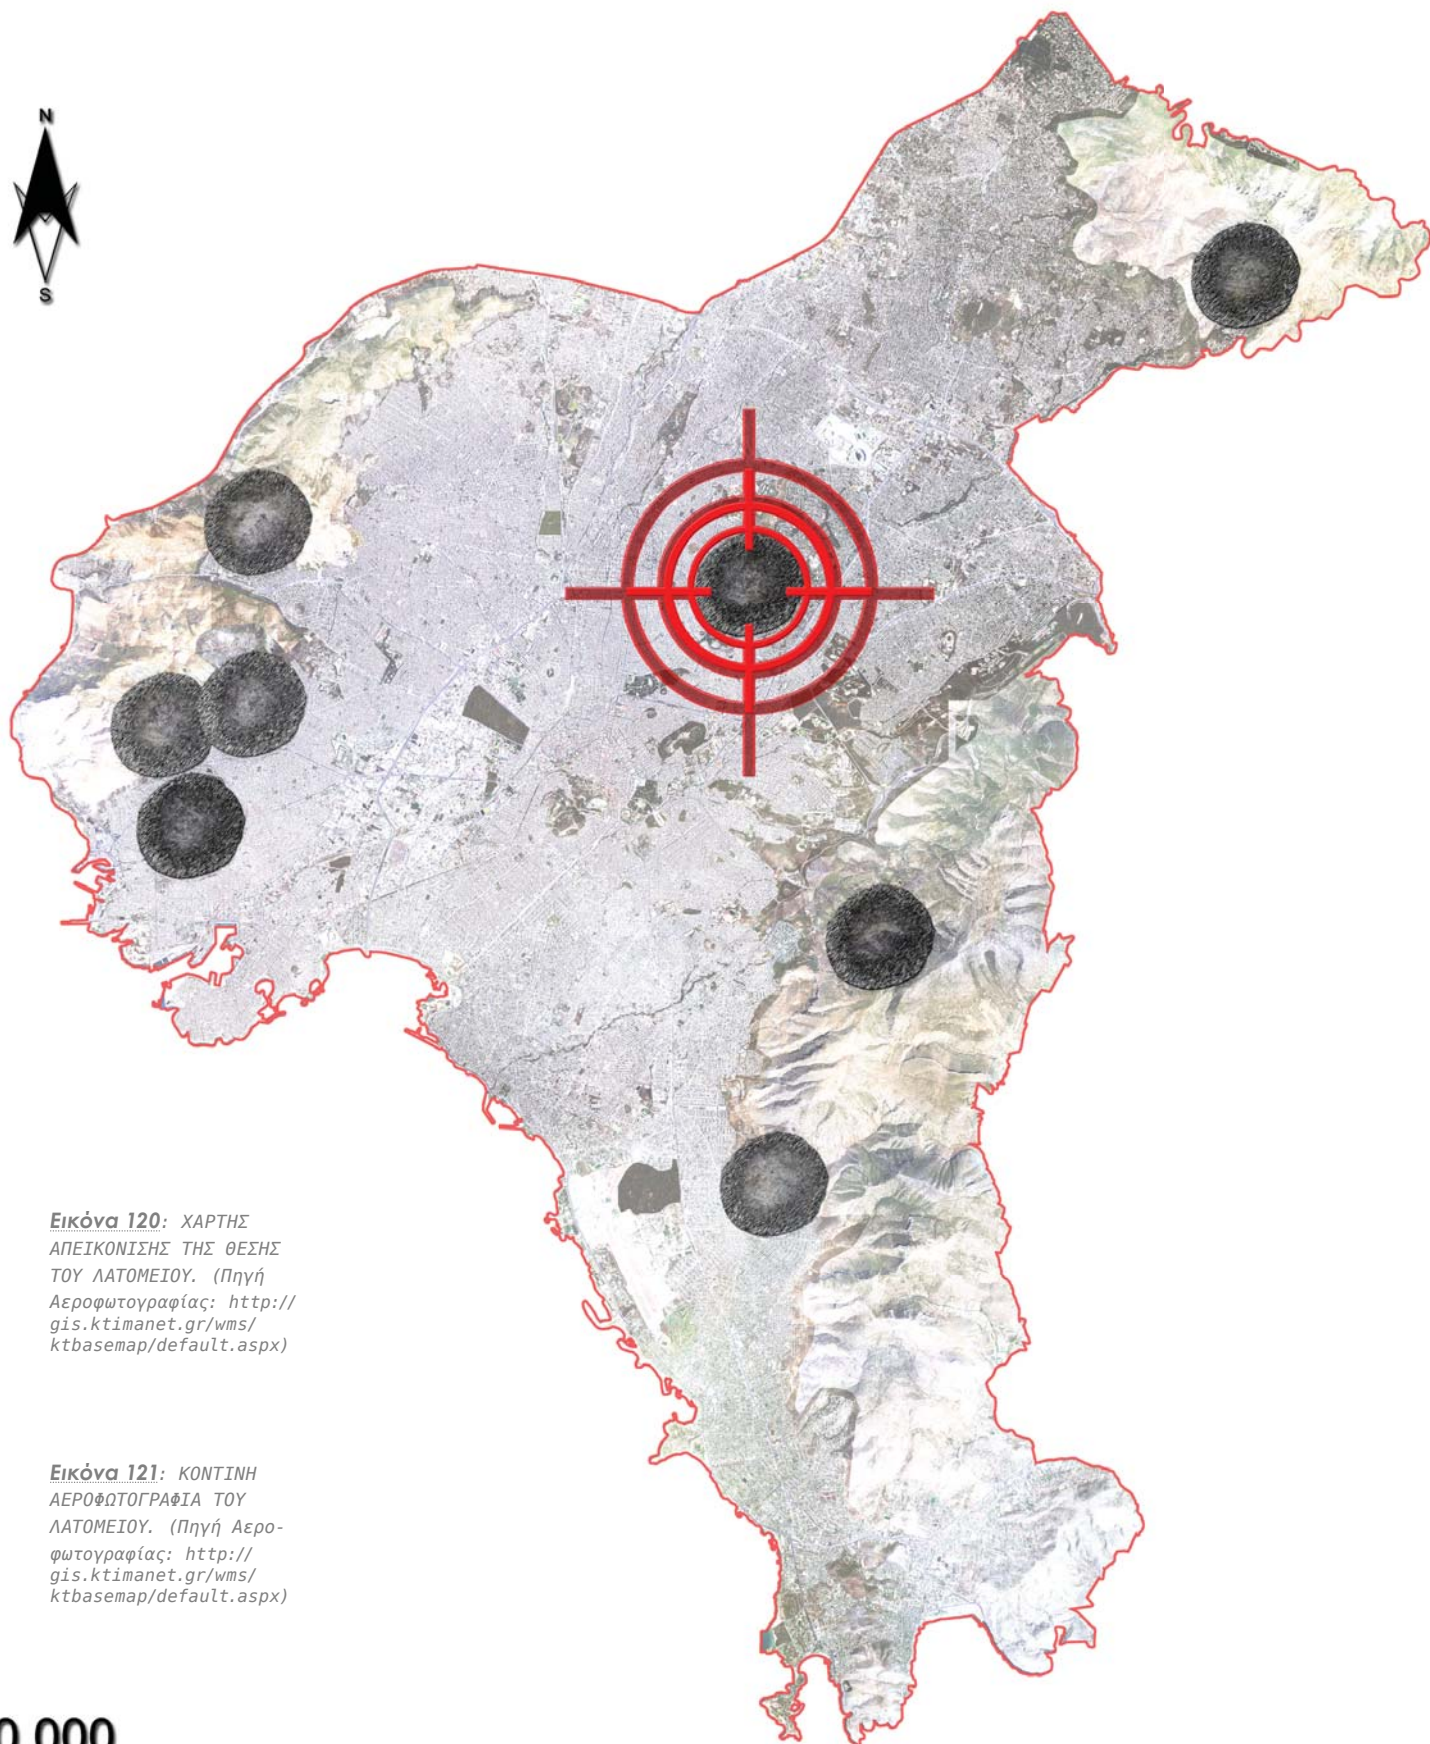 N
S
Εικόνα 120: ΧΑΡΤΗΣ
ΑΠΕΙΚΟΝΙΣΗΣ ΤΗΣ ΘΕΣΗΣ
ΤΟΥ ΛΑΤΟΜΕΙΟΥ. (Πηγή
Αεροφωτογραφίας: http://
gis.ktimanet.gr/wms/
ktbasemap/default.aspx)
Εικόνα 121: ΚΟΝΤΙΝΗ
ΑΕΡΟΦΩΤΟΓΡΑΦΙΑ ΤΟΥ
ΛΑΤΟΜΕΙΟΥ. (Πηγή Αερο-
φωτογραφίας: http://
gis.ktimanet.gr/wms/
ktbasemap/default.aspx)